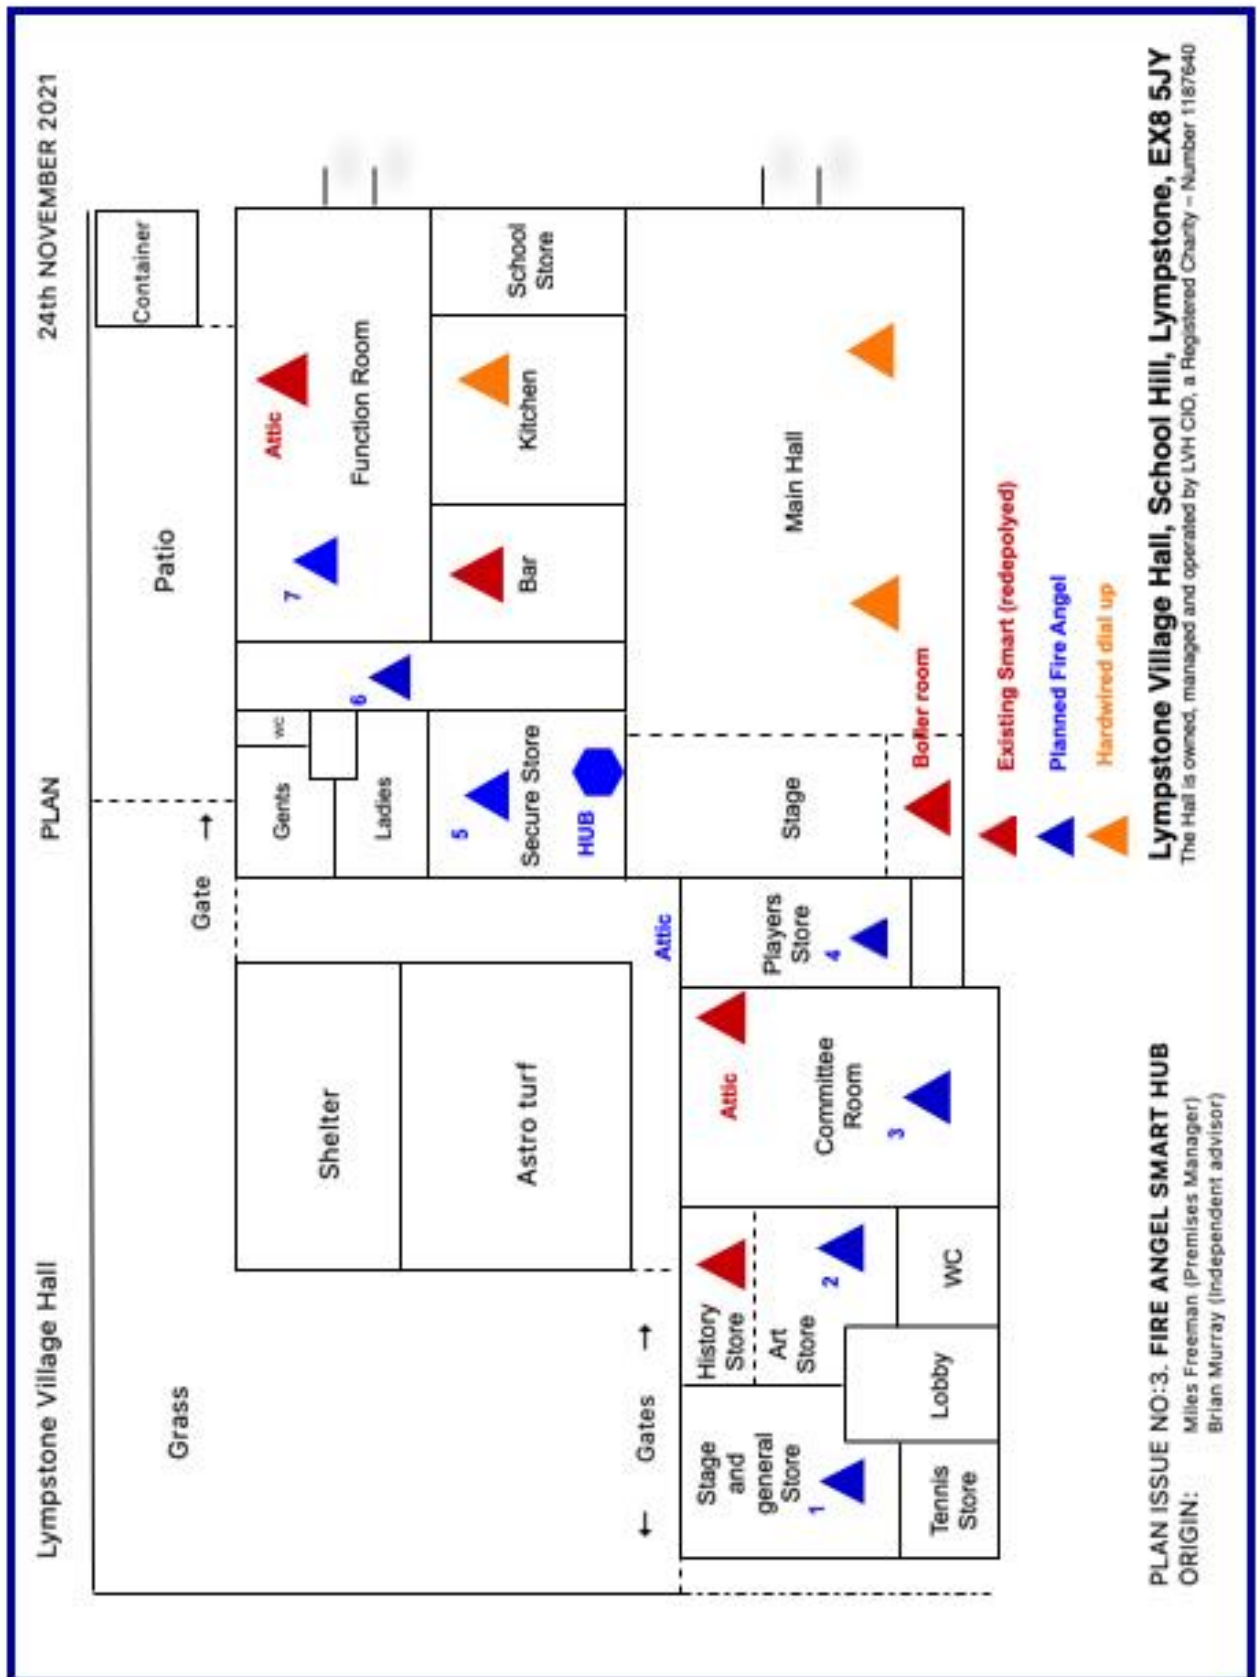 Lympstone Village Hall
PLAN
24th NOVEMBER 2021
Grass
Gate
→
Patio
Container
Shelter
Astro turf
Gents
wc
Ladies
5
Secure Store
HUB
6
7
Attic
Function Room
Bar
Kitchen
School
Store
← Gates →
Attic
Stage
and
general
Store
1
Tennis
Store
Lobby
History
Store
Art
Store
2
WC
Attic
Committee
Room
3
Players
Store
4
Stage
Boiler room
Main Hall
Existing Smart (redepolyed)
Planned Fire Angel
Hardwired dial up
PLAN ISSUE NO:3. FIRE ANGEL SMART HUB
ORIGIN: Miles Freeman (Premises Manager)
Brian Murray (Independent advisor)
Lympstone Village Hall, School Hill, Lympstone, EX8 5JY
The Hall is owned, managed and operated by LVH CIO, a Registered Charity – Number 1187640